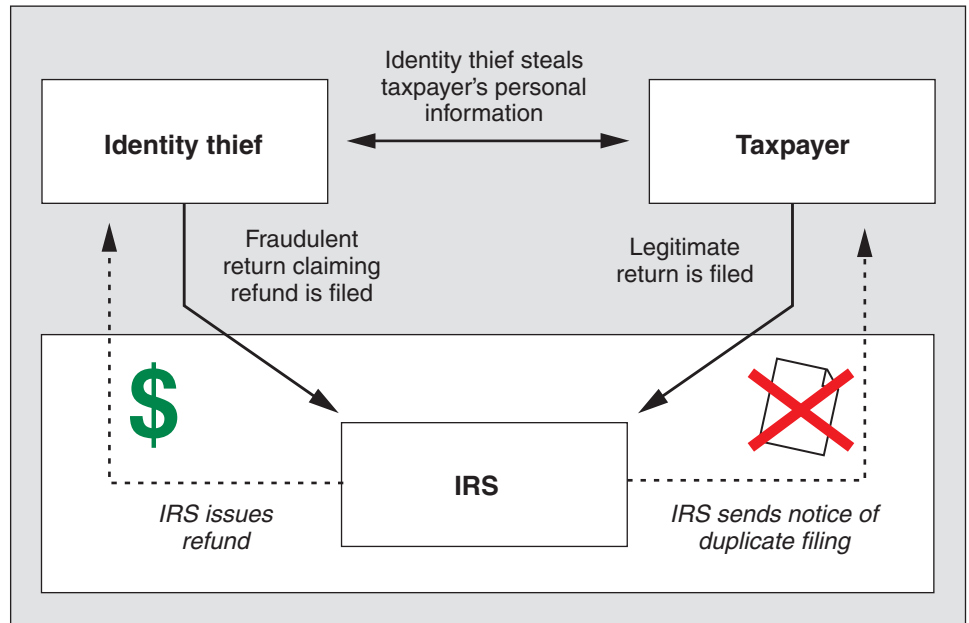 Identity thief steals
taxpayer’s personal
information
Identity thief
Taxpayer
Fraudulent
return claiming
refund is filed
Legitimate
return is filed
$
IRS
IRS issues
refund
IRS sends notice of
duplicate filing